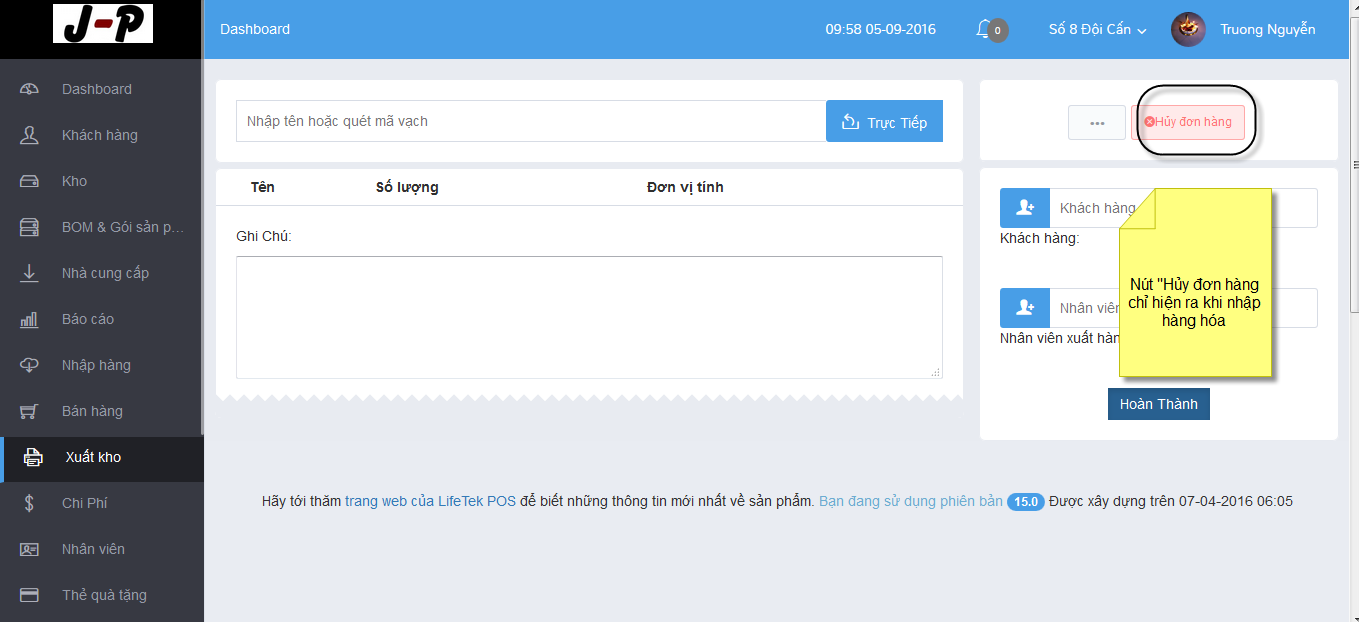 J-P
Dashboard
09:58 05-09-2016
0
Số 8 Đội Cấn
Truong Nguyễn
Dashboard
Khách hàng
Kho
BOM & Gói sản p...
Nhà cung cấp
Báo cáo
Nhập hàng
Bán hàng
Xuất kho
Chi Phí
Nhân viên
Thẻ quà tặng
Nhập tên hoặc quét mã vạch
Trực Tiếp
Tên Số lượng Đơn vị tính
Ghi Chú:
Hủy đơn hàng
Khách hàng
Khách hàng:
Nhân viên
Nhân viên xuất hàn
Nút "Hủy đơn hàng
chỉ hiện ra khi nhập
hàng hóa
Hoàn Thành
Hãy tới thăm trang web của LifeTek POS để biết những thông tin mới nhất về sản phẩm. Bạn đang sử dụng phiên bản 15.0 Được xây dựng trên 07-04-2016 06:05